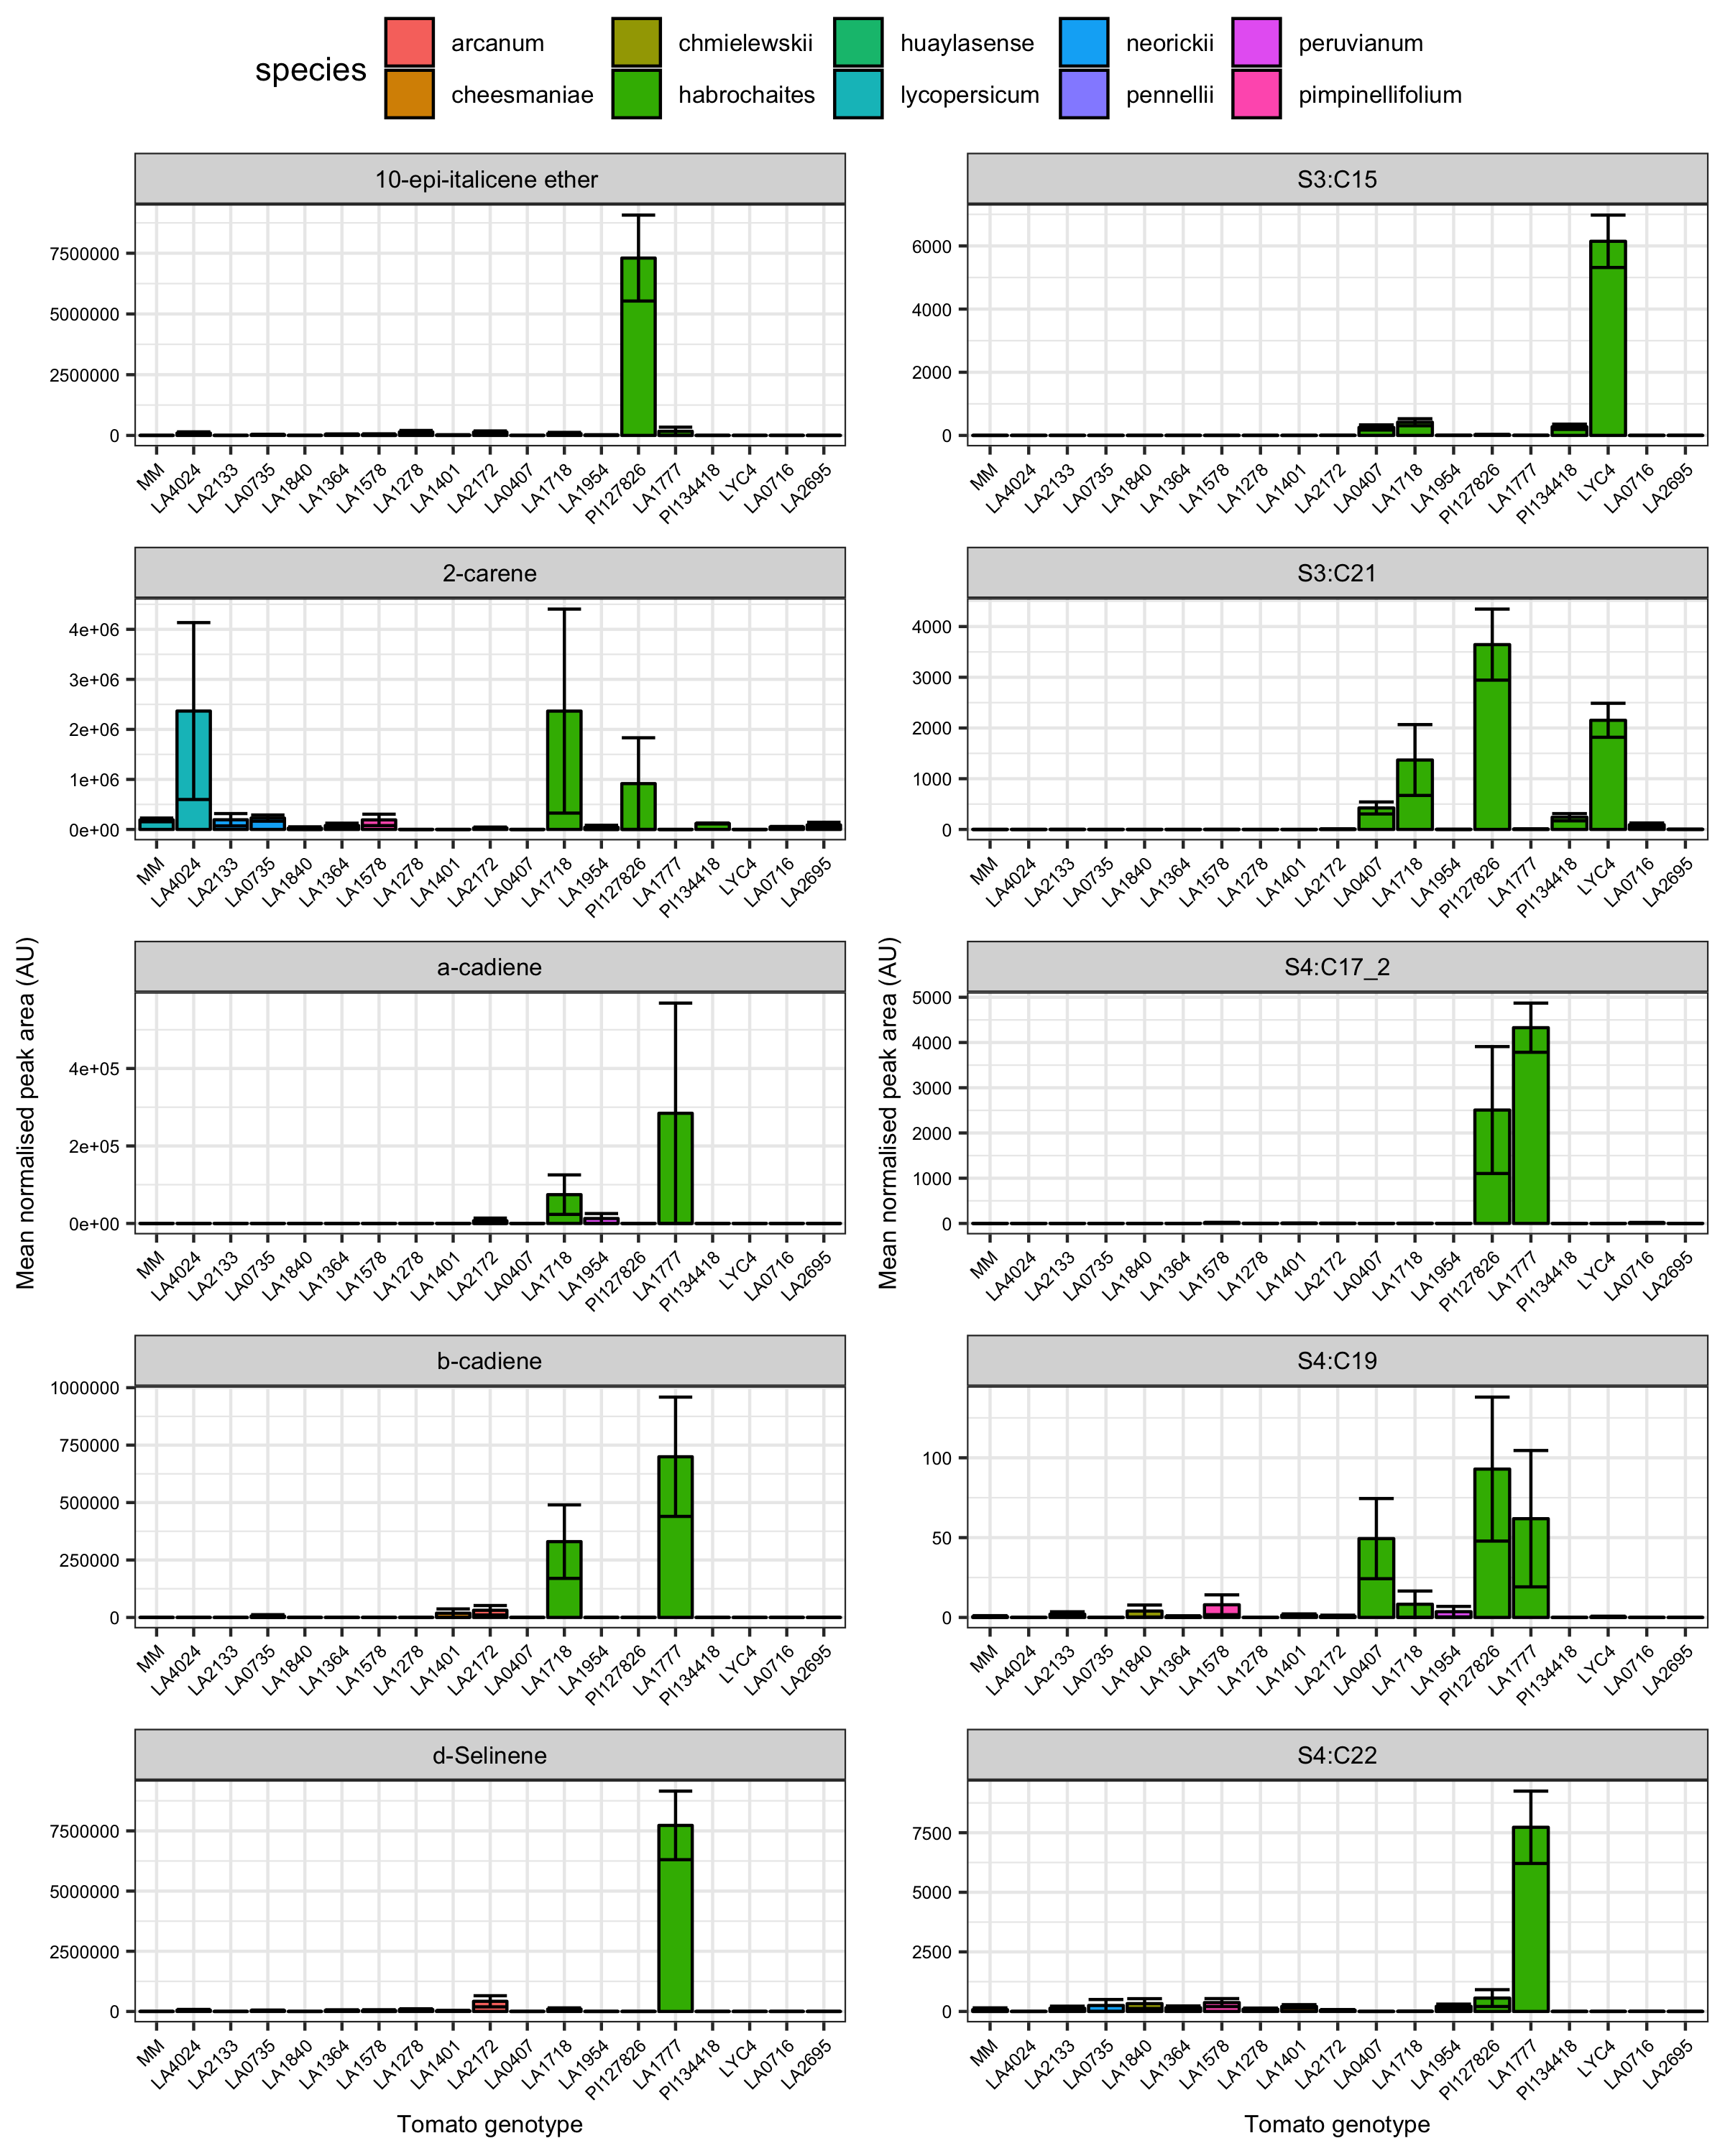 species
arcanum
chmielewskii
huaylasense
neorickii
peruvianum
cheesmaniae
habrochaites
lycopersicum
pennellii
pimpinellifolium
10-epi-italicene ether
7500000
5000000
2500000
0
MM LA4024 LA2133 LA0735 LA1840 LA1364 LA1578 LA1278 LA1401 LA2172 LA0407 LA1718 LA1954 PI127826 LA1777 PI134418 LYC4 LA0716 LA2695
S3:C15
6000
4000
2000
0
MM LA4024 LA2133 LA0735 LA1840 LA1364 LA1578 LA1278 LA1401 LA2172 LA0407 LA1718 LA1954 PI127826 LA1777 PI134418 LYC4 LA0716 LA2695
2-carene
4e+06
3e+06
2e+06
1e+06
0e+00
MM LA4024 LA2133 LA0735 LA1840 LA1364 LA1578 LA1278 LA1401 LA2172 LA0407 LA1718 LA1954 PI127826 LA1777 PI134418 LYC4 LA0716 LA2695
S3:C21
4000
3000
2000
1000
0
MM LA4024 LA2133 LA0735 LA1840 LA1364 LA1578 LA1278 LA1401 LA2172 LA0407 LA1718 LA1954 PI127826 LA1777 PI134418 LYC4 LA0716 LA2695
Mean normalised peak area (AU)
a-cadiene
4e+05
2e+05
0e+00
MM LA4024 LA2133 LA0735 LA1840 LA1364 LA1578 LA1278 LA1401 LA2172 LA0407 LA1718 LA1954 PI127826 LA1777 PI134418 LYC4 LA0716 LA2695
Mean normalised peak area (AU)
S4:C17_2
5000
4000
3000
2000
1000
0
MM LA4024 LA2133 LA0735 LA1840 LA1364 LA1578 LA1278 LA1401 LA2172 LA0407 LA1718 LA1954 PI127826 LA1777 PI134418 LYC4 LA0716 LA2695
b-cadiene
1000000
750000
500000
250000
0
MM LA4024 LA2133 LA0735 LA1840 LA1364 LA1578 LA1278 LA1401 LA2172 LA0407 LA1718 LA1954 PI127826 LA1777 PI134418 LYC4 LA0716 LA2695
S4:C19
100
50
0
MM LA4024 LA2133 LA0735 LA1840 LA1364 LA1578 LA1278 LA1401 LA2172 LA0407 LA1718 LA1954 PI127826 LA1777 PI134418 LYC4 LA0716 LA2695
d-Selinene
7500000
5000000
2500000
0
MM LA4024 LA2133 LA0735 LA1840 LA1364 LA1578 LA1278 LA1401 LA2172 LA0407 LA1718 LA1954 PI127826 LA1777 PI134418 LYC4 LA0716 LA2695
Tomato genotype
S4:C22
7500
5000
2500
0
MM LA4024 LA2133 LA0735 LA1840 LA1364 LA1578 LA1278 LA1401 LA2172 LA0407 LA1718 LA1954 PI127826 LA1777 PI134418 LYC4 LA0716 LA2695
Tomato genotype